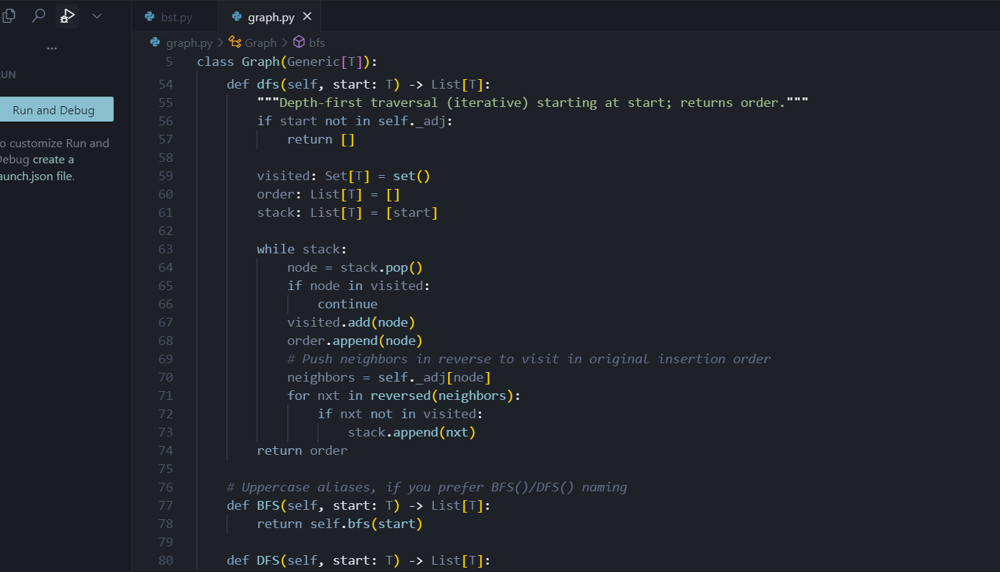 bst.py
graph.py
graph.py > Graph > bfs
...
UN
Run and Debug
o customize Run and
Debug create a
aunch.json file.
5 class Graph(Generic[T]):
54     def dfs(self, start: T) -> List[T]:
55         """Depth-first traversal (iterative) starting at start; returns order."""
56         if start not in self._adj:
57             return []
58
59         visited: Set[T] = set()
60         order: List[T] = []
61         stack: List[T] = [start]
62
63         while stack:
64             node = stack.pop()
65             if node in visited:
66                 continue
67             visited.add(node)
68             order.append(node)
69             # Push neighbors in reverse to visit in original insertion order
70             neighbors = self._adj[node]
71             for nxt in reversed(neighbors):
72                 if nxt not in visited:
73                     stack.append(nxt)
74         return order
75
76     # Uppercase aliases, if you prefer BFS()/DFS() naming
77     def BFS(self, start: T) -> List[T]:
78         return self.bfs(start)
79
80     def DFS(self, start: T) -> List[T]: